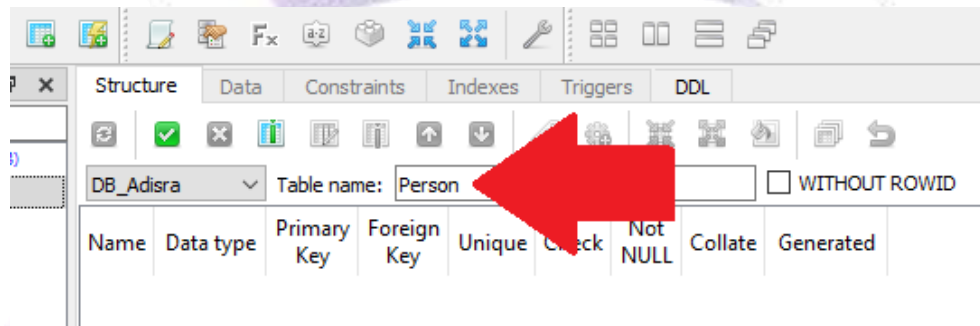 Structure Data Constraints Indexes Triggers DDL
DB_Adisra Table name: Person WITHOUT ROWID
Name Data type Primary Key Foreign Key Unique Not NULL Collate Generated